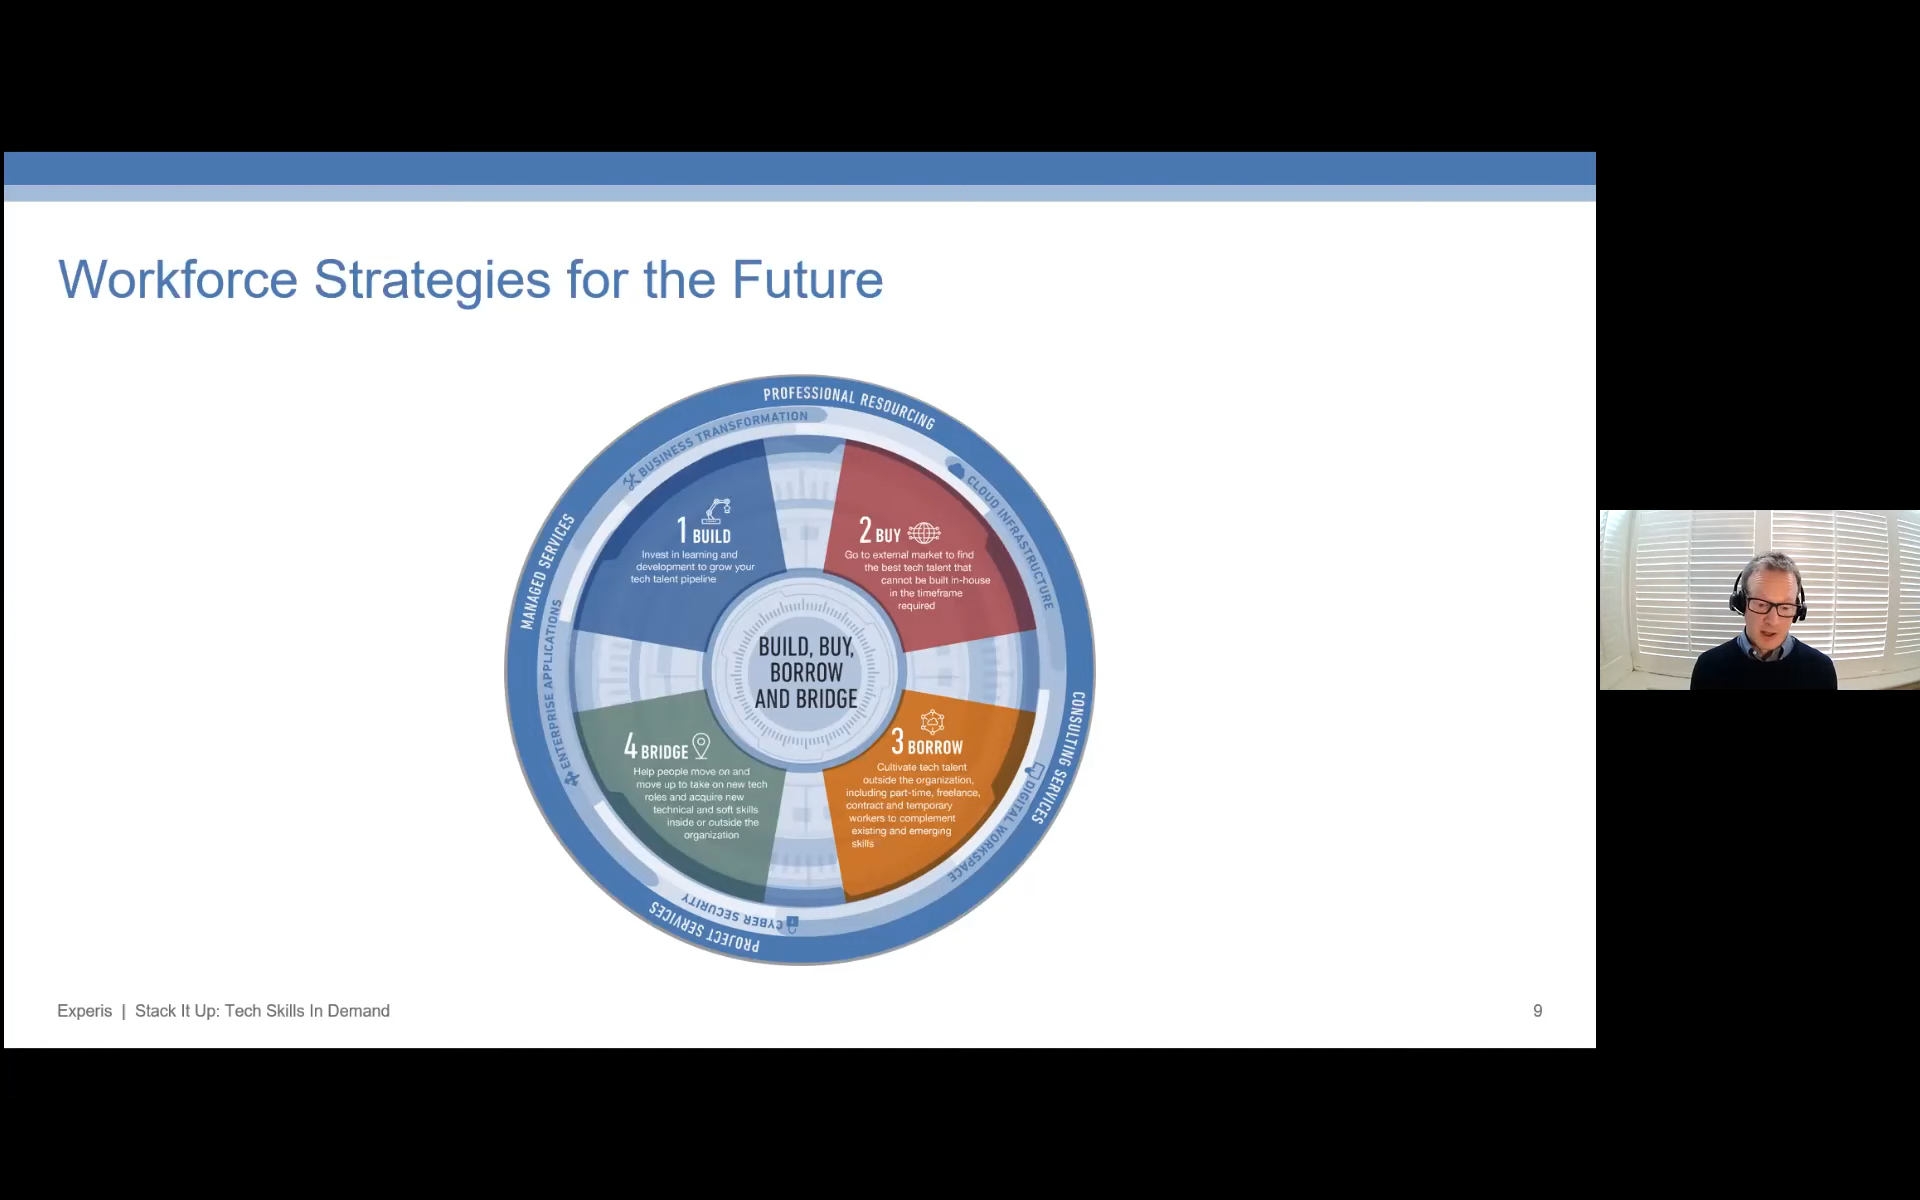 Workforce Strategies for the Future
PROFESSIONAL RESOURCING
BUSINESS TRANSFORMATION
CLOUD INFRASTRUCTURE
MANAGED SERVICES
ENTERPRISE APPLICATIONS
1 BUILD
Invest in learning and
development to grow your
tech talent pipeline
2 BUY
Go to external market to find
the best tech talent that
cannot be built in-house
in the timeframe
required
BUILD, BUY,
BORROW
AND BRIDGE
3 BORROW
Cultivate tech talent
outside the organization,
including part-time, freelance,
contract and temporary
workers to complement
existing and emerging
skills
4 BRIDGE
Help people move on and
move up to take on new tech
roles and acquire new
technical and soft skills
inside or outside the
organization
CONSULTING SERVICES
DIGITAL WORKSPACE
CYBER SECURITY
PROJECT SERVICES
Experis | Stack It Up: Tech Skills In Demand
9